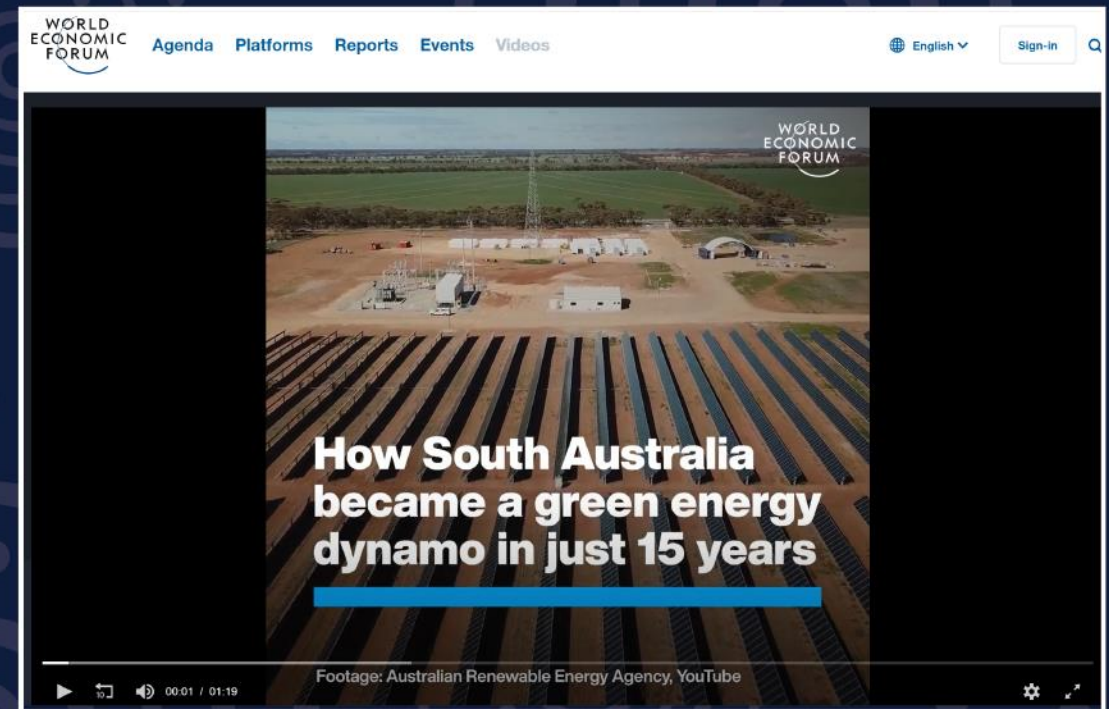 WORLD
ECONOMIC
FORUM
Agenda Platforms Reports Events Videos
English
Sign-in
WORLD
ECONOMIC
FORUM
How South Australia
became a green energy
dynamo in just 15 years
Footage: Australian Renewable Energy Agency, YouTube
10
00:01 / 01:19